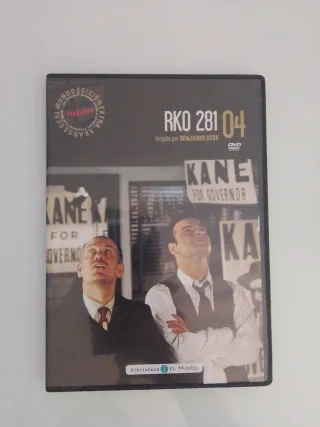 RKO 281 04
dirigida por BENJAMIN ROSS
DVD
KANE
FOR GOVERNOR
KANE
FOR
GOVERNOR
KA
BIBLIOTECA EL MUNDO